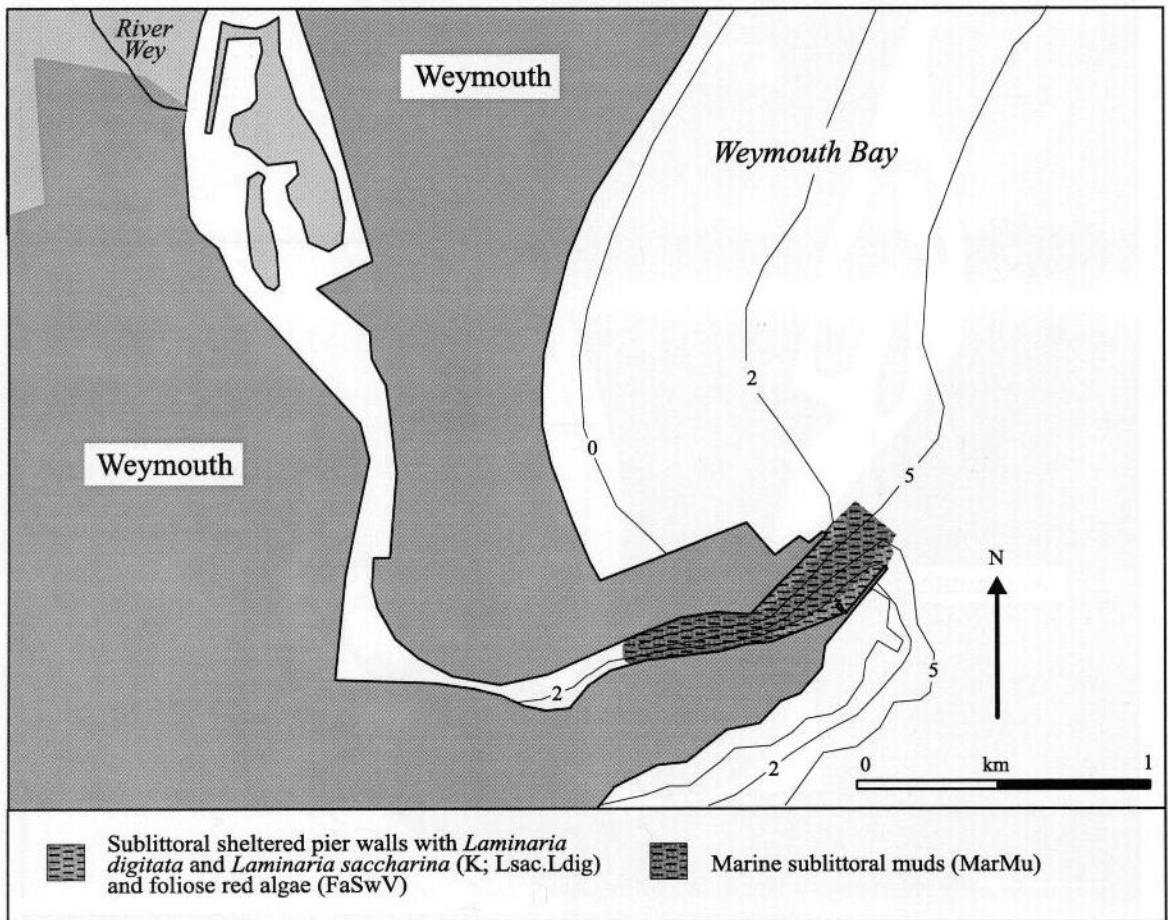 River
Wey
Weymouth
Weymouth Bay
2
0
Weymouth
5
N
2
5
2
0 km 1
Sublittoral sheltered pier walls with Laminaria
digitata and Laminaria saccharina (K; Lsac.Ldig)
and foliose red algae (FaSwV)
Marine sublittoral muds (MarMu)